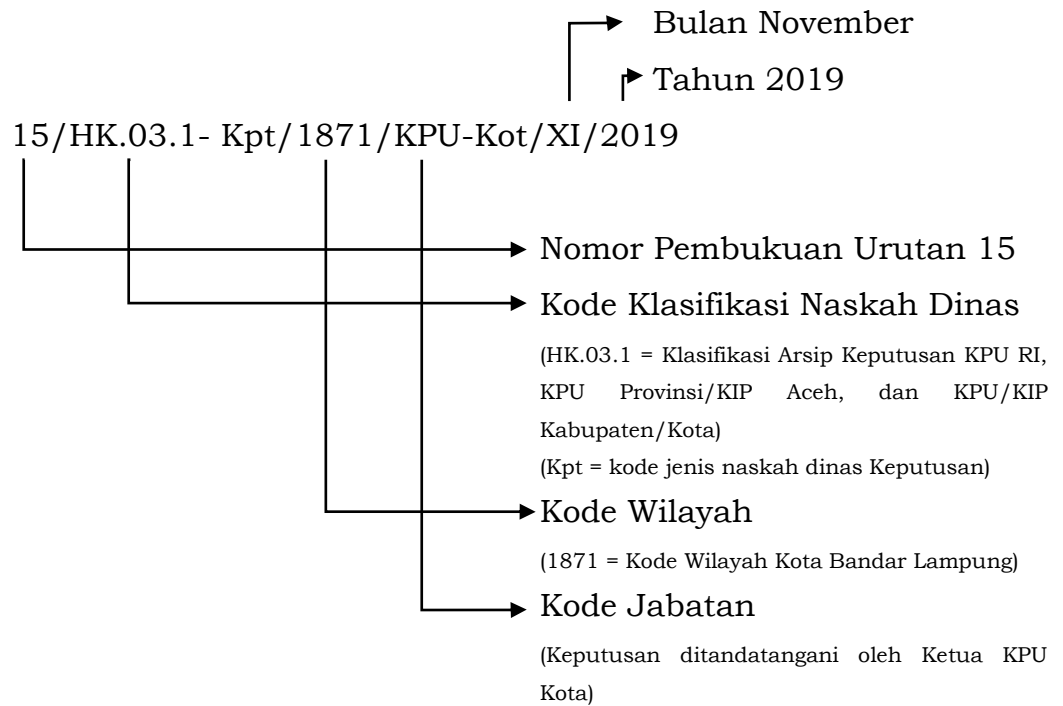 Bulan November
Tahun 2019
15/HK.03.1- Kpt/1871/KPU-Kot/XI/2019
Nomor Pembukuan Urutan 15
Kode Klasifikasi Naskah Dinas
(HK.03.1 = Klasifikasi Arsip Keputusan KPU RI,
KPU Provinsi/KIP Aceh, dan KPU/KIP
Kabupaten/Kota)
(Kpt = kode jenis naskah dinas Keputusan)
Kode Wilayah
(1871 = Kode Wilayah Kota Bandar Lampung)
Kode Jabatan
(Keputusan ditandatangani oleh Ketua KPU
Kota)